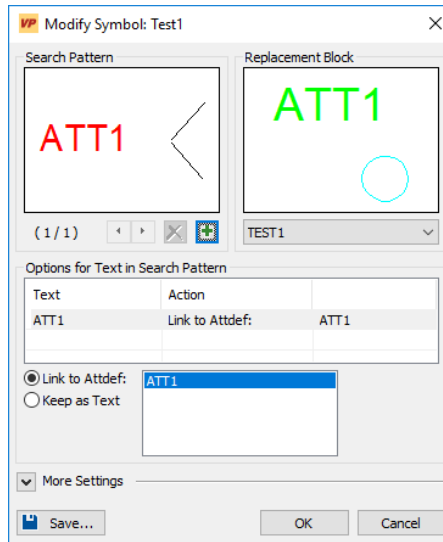 VP Modify Symbol: Test1
Search Pattern
Replacement Block
ATT1
ATT1
(1/1)
TEST1
Options for Text in Search Pattern
Text Action
ATT1 Link to Attdef: ATT1
Link to Attdef:
ATT1
Keep as Text
More Settings
Save... OK Cancel